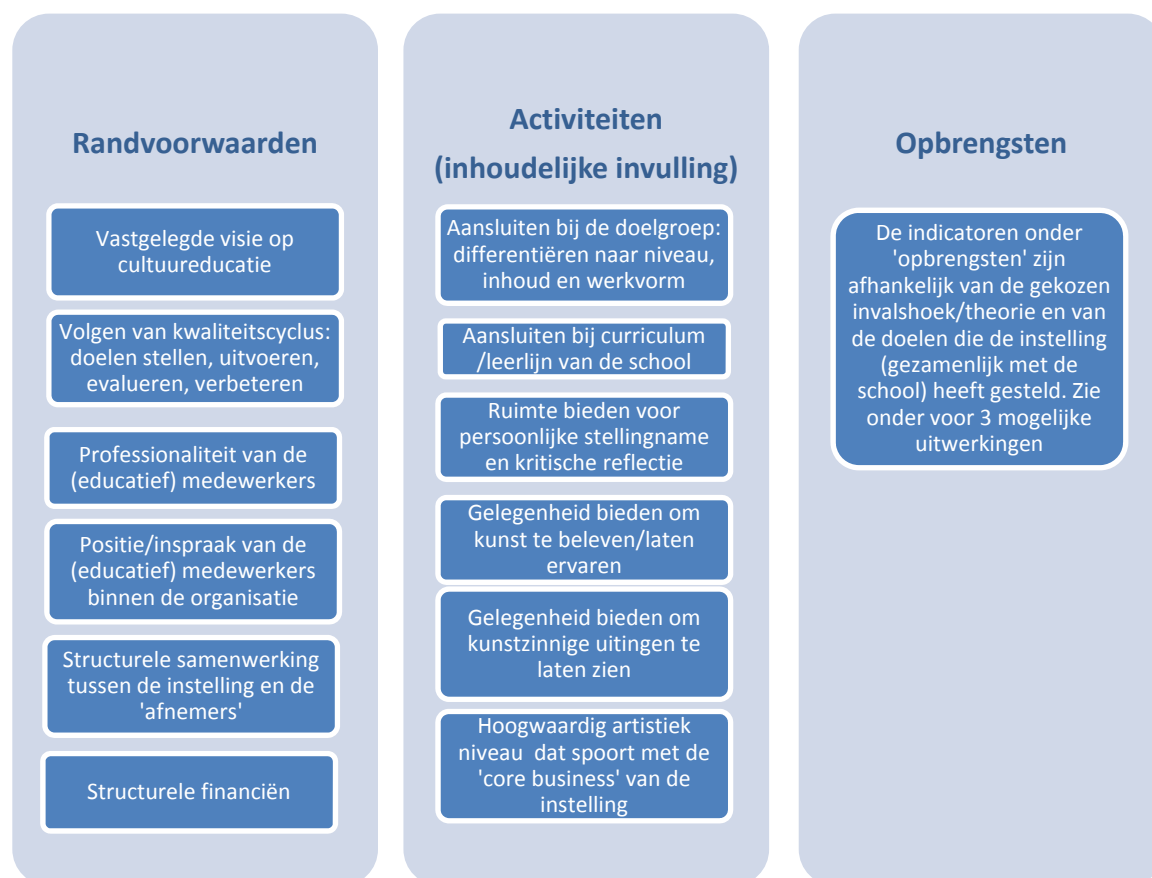 Randvoorwaarden
Vastgelegde visie op
cultuureducatie
Volgen van kwaliteitscyclus:
doelen stellen, uitvoeren,
evalueren, verbeteren
Professionaliteit van de
(educatief) medewerkers
Positie/inspraak van de
(educatief) medewerkers
binnen de organisatie
Structurele samenwerking
tussen de instelling en de
'afnemers'
Structurele financiën
Activiteiten
(inhoudelijke invulling)
Aansluiten bij de doelgroep:
differentiëren naar niveau,
inhoud en werkvorm
Aansluiten bij curriculum
/leerlijn van de school
Ruimte bieden voor
persoonlijke stellingname
en kritische reflectie
Gelegenheid bieden om
kunst te beleven/laten
ervaren
Gelegenheid bieden om
kunstzinnige uitingen te
laten zien
Hoogwaardig artistiek
niveau dat spoort met de
'core business' van de
instelling
Opbrengsten
De indicatoren onder
'opbrengsten' zijn
afhankelijk van de gekozen
invalshoek/theorie en van
de doelen die de instelling
(gezamenlijk met de
school) heeft gesteld. Zie
onder voor 3 mogelijke
uitwerkingen